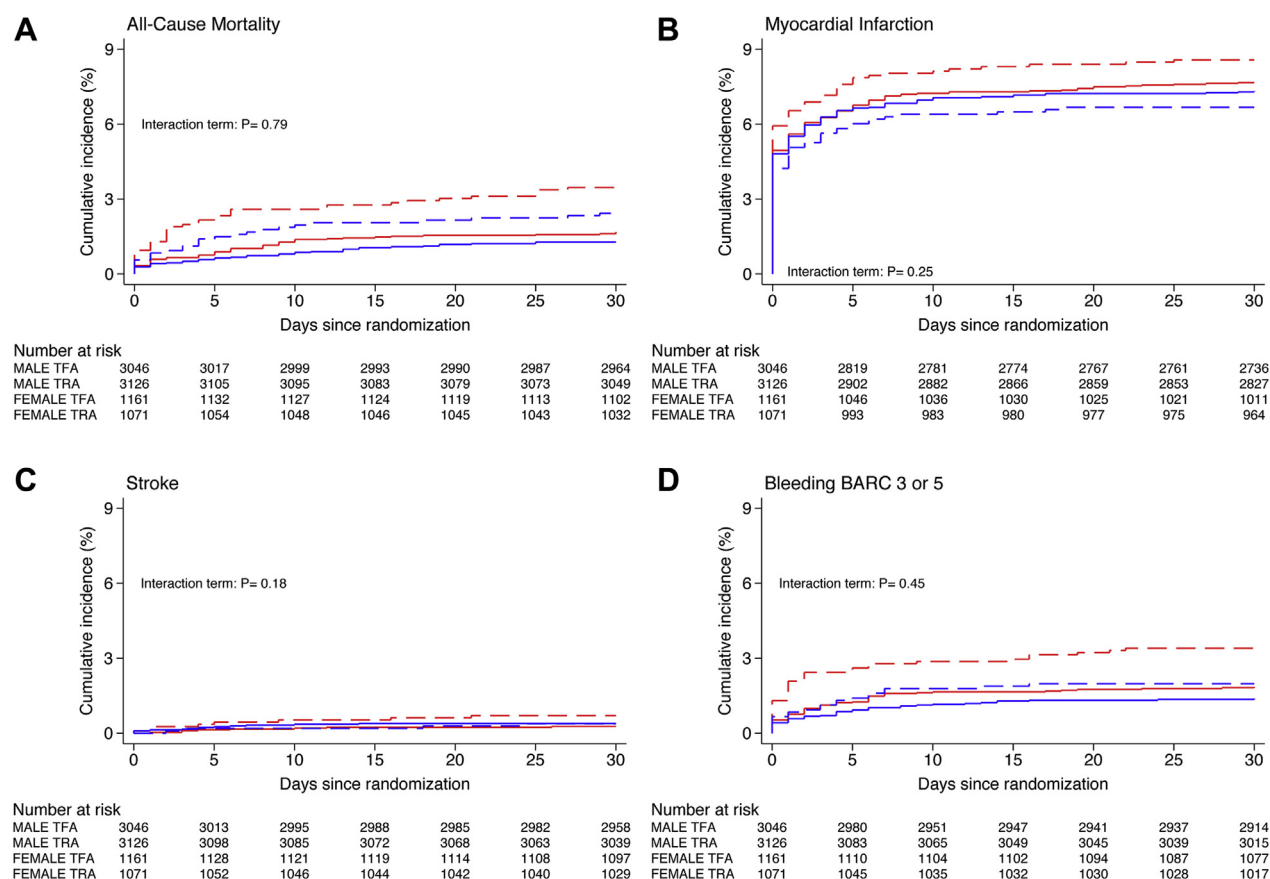 A All-Cause Mortality
Cumulative incidence (%)
9
6
3
0
Interaction term: P= 0.79
0 5 10 15 20 25 30
Days since randomization
Number at risk
MALE TFA 3046 3017 2999 2993 2990 2987 2964
MALE TRA 3126 3105 3095 3083 3079 3073 3049
FEMALE TFA 1161 1132 1127 1124 1119 1113 1102
FEMALE TRA 1071 1054 1048 1046 1045 1043 1032
B Myocardial Infarction
Cumulative incidence (%)
9
6
3
0
Interaction term: P= 0.25
0 5 10 15 20 25 30
Days since randomization
Number at risk
MALE TFA 3046 2819 2781 2774 2767 2761 2736
MALE TRA 3126 2902 2882 2866 2859 2853 2827
FEMALE TFA 1161 1046 1036 1030 1025 1021 1011
FEMALE TRA 1071 993 983 980 977 975 964
C Stroke
Cumulative incidence (%)
9
6
3
0
Interaction term: P= 0.18
0 5 10 15 20 25 30
Days since randomization
Number at risk
MALE TFA 3046 3013 2995 2988 2985 2982 2958
MALE TRA 3126 3098 3085 3072 3068 3063 3039
FEMALE TFA 1161 1128 1121 1119 1114 1108 1097
FEMALE TRA 1071 1052 1046 1044 1042 1040 1029
D Bleeding BARC 3 or 5
Cumulative incidence (%)
9
6
3
0
Interaction term: P= 0.45
0 5 10 15 20 25 30
Days since randomization
Number at risk
MALE TFA 3046 2980 2951 2947 2941 2937 2914
MALE TRA 3126 3083 3065 3049 3045 3039 3015
FEMALE TFA 1161 1110 1104 1102 1094 1087 1077
FEMALE TRA 1071 1045 1035 1032 1030 1028 1017